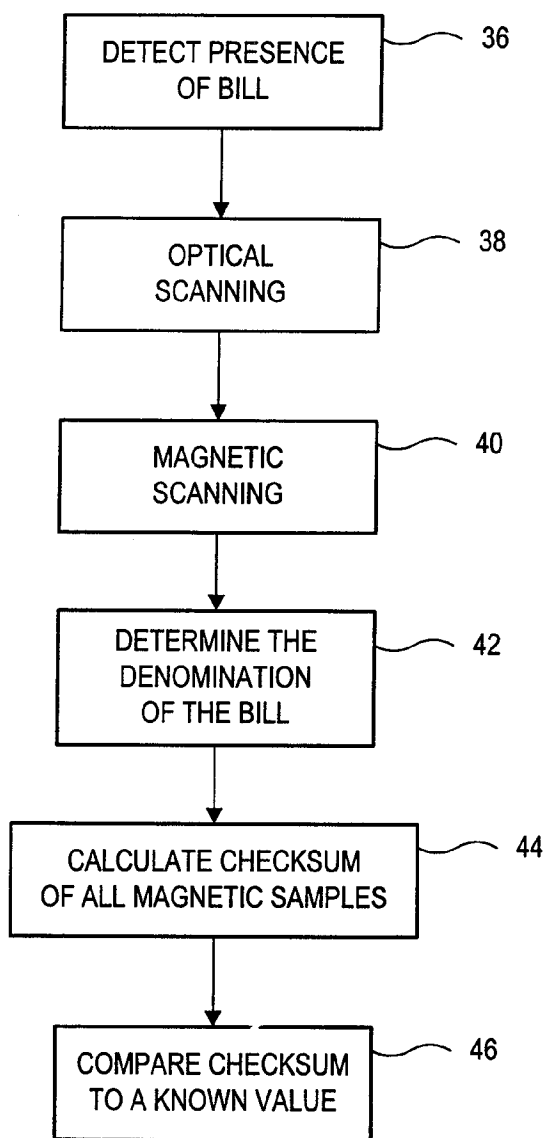 DETECT PRESENCE
OF BILL
36
OPTICAL
SCANNING
38
MAGNETIC
SCANNING
40
DETERMINE THE
DENOMINATION
OF THE BILL
42
CALCULATE CHECKSUM
OF ALL MAGNETIC SAMPLES
44
COMPARE CHECKSUM
TO A KNOWN VALUE
46